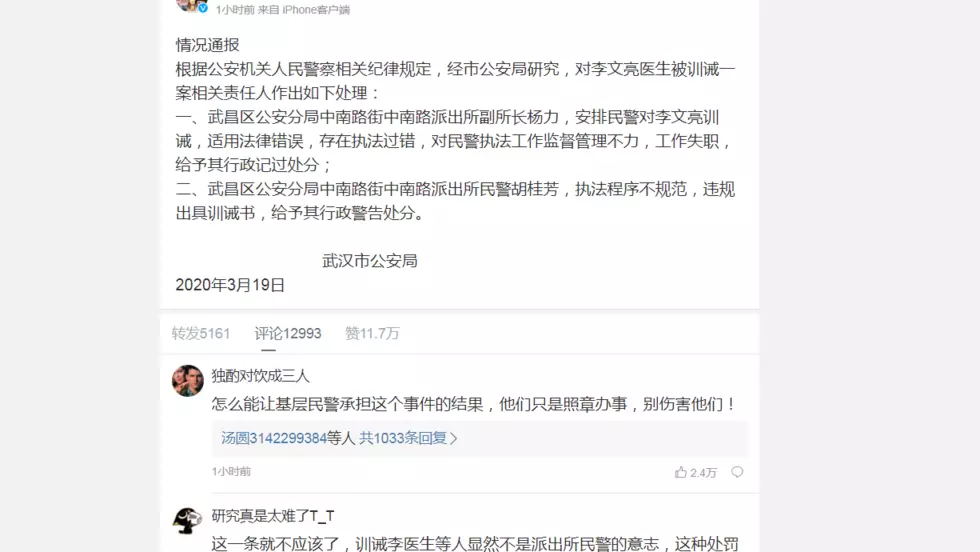 1小时前 来自 iPhone客户端
情况通报
根据公安机关人民警察相关纪律规定，经市公安局研究，对李文亮医生被训诫一
案相关责任人作出如下处理：
一、武昌区公安分局中南路街中南路派出所副所长杨力，安排民警对李文亮训
诫，适用法律错误，存在执法过错，对民警执法工作监督管理不力，工作失职，
给予其行政记过处分；
二、武昌区公安分局中南路街中南路派出所民警胡桂芳，执法程序不规范，违规
出具训诫书，给予其行政警告处分。
武汉市公安局
2020年3月19日
转发5161 评论12993 赞11.7万
独酌对饮成三人
怎么能让基层民警承担这个事件的结果，他们只是照章办事，别伤害他们！
汤圆3142299384等人 共1033条回复>
1小时前 2.4万
研究真是太难了T_T
这一条就不应该了，训诫李医生等人显然不是派出所民警的意志，这种处罚